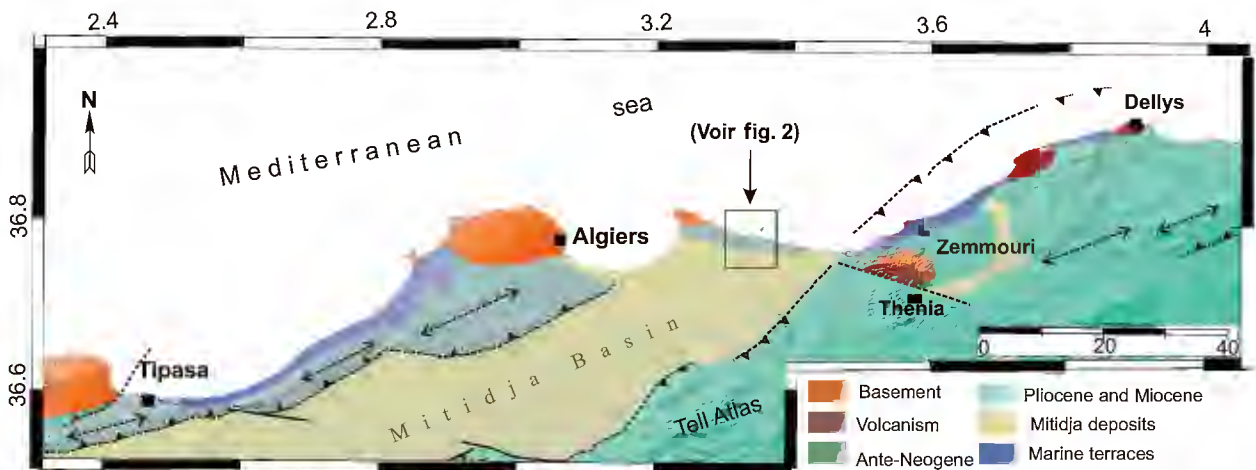 2.4 2.8 3.2 3.6 4
N
sea
Mediterranean
(Voir fig. 2)
Dellys
36.8
Algiers
Zemmouri
Thenia
Tipasa
36.6
Mitidja Basin
Tell Atlas
0 20 40
Basement
Volcanism
Ante-Neogene
Pliocene and Miocene
Mitidja deposits
Marine terraces